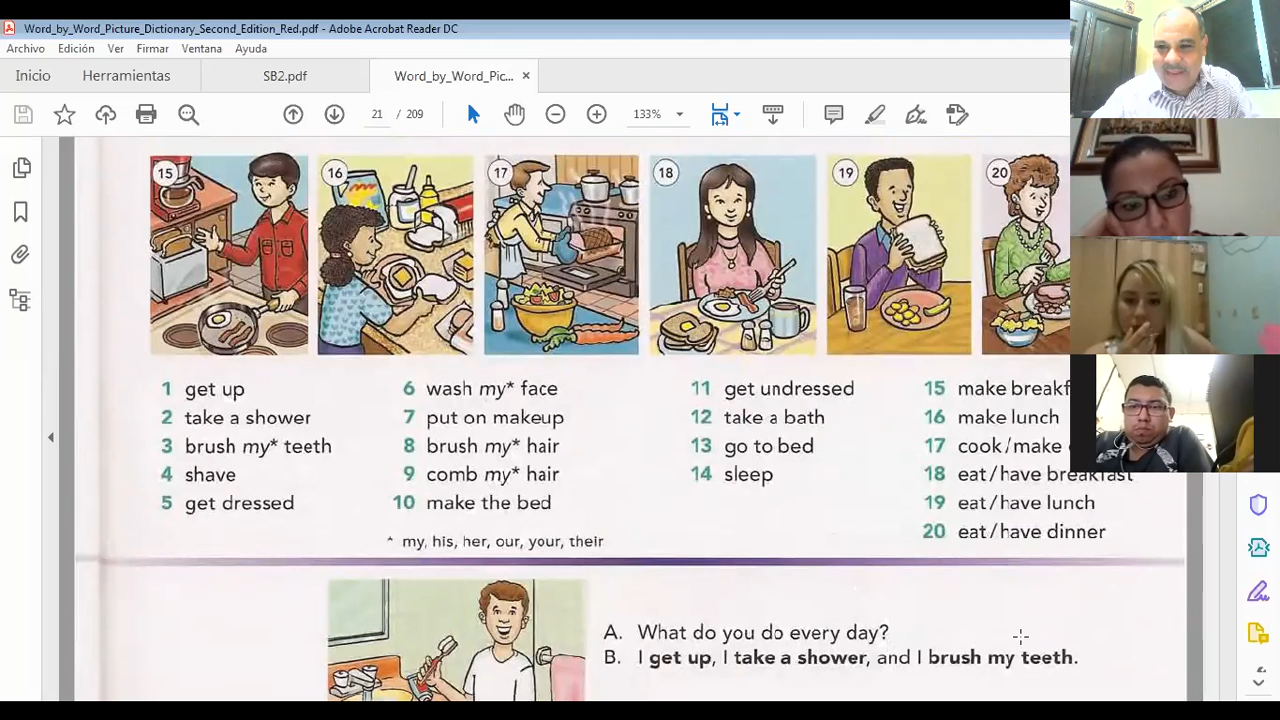 Word_by_Word_Picture_Dictionary_Second_Edition_Red.pdf - Adobe Acrobat Reader DC
Archivo Edición Ver Firmar Ventana Ayuda
Inicio Herramientas SB2.pdf Word_by_Word_Pic... ×
21 / 209 133%
15 16 17 18 19 20
1 get up
2 take a shower
3 brush my* teeth
4 shave
5 get dressed
6 wash my* face
7 put on makeup
8 brush my* hair
9 comb my* hair
10 make the bed
* my, his, her, our, your, their
11 get undressed
12 take a bath
13 go to bed
14 sleep
15 make breakf
16 make lunch
17 cook/make
18 eat/have breakfast
19 eat/have lunch
20 eat/have dinner
A. What do you do every day?
B. I get up, I take a shower, and I brush my teeth.